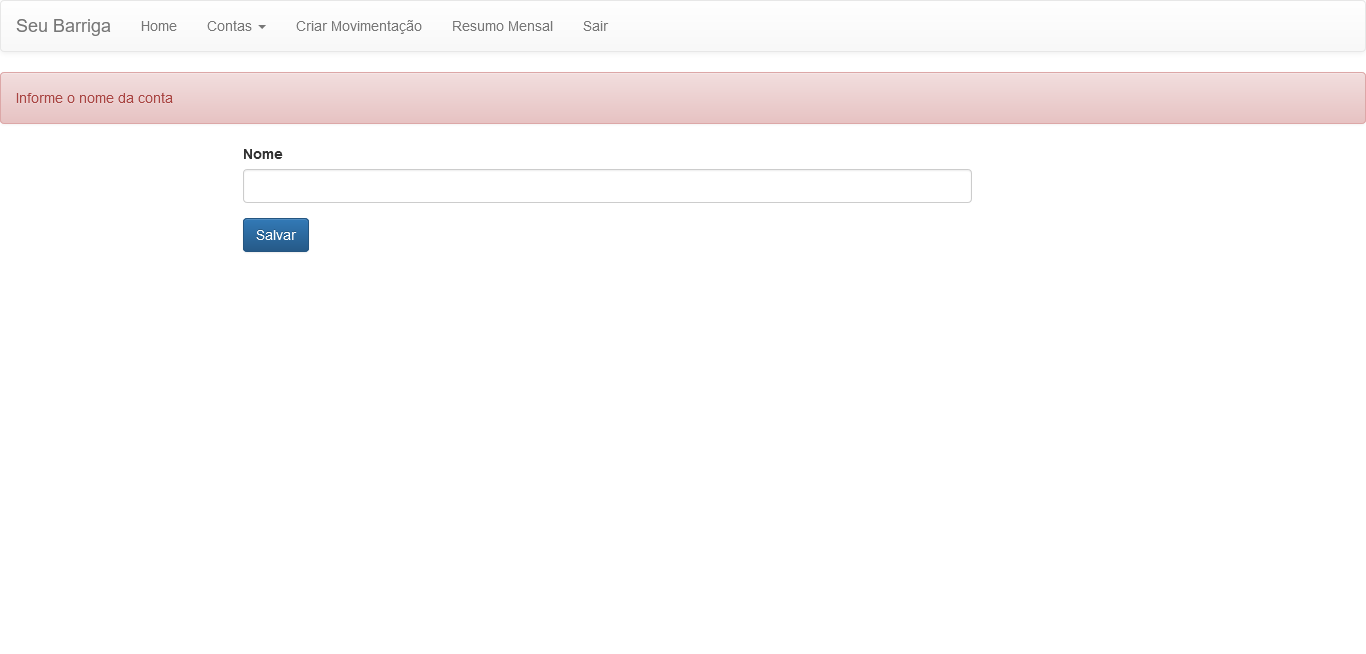 Seu Barriga Home Contas Criar Movimentação Resumo Mensal Sair
Informe o nome da conta
Nome
Salvar